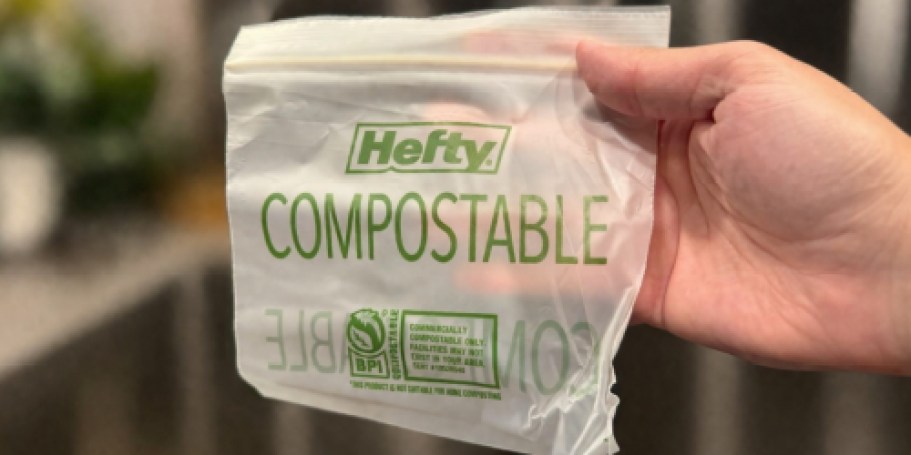 Hefty.
COMPOSTABLE
BPI
COMPOSTABLE
COMMERCIALLY
COMPOSTABLE ONLY
FACILITIES MAY NOT
EXIST IN YOUR AREA
THIS PRODUCT IS NOT SUITABLE FOR HOME COMPOSTING